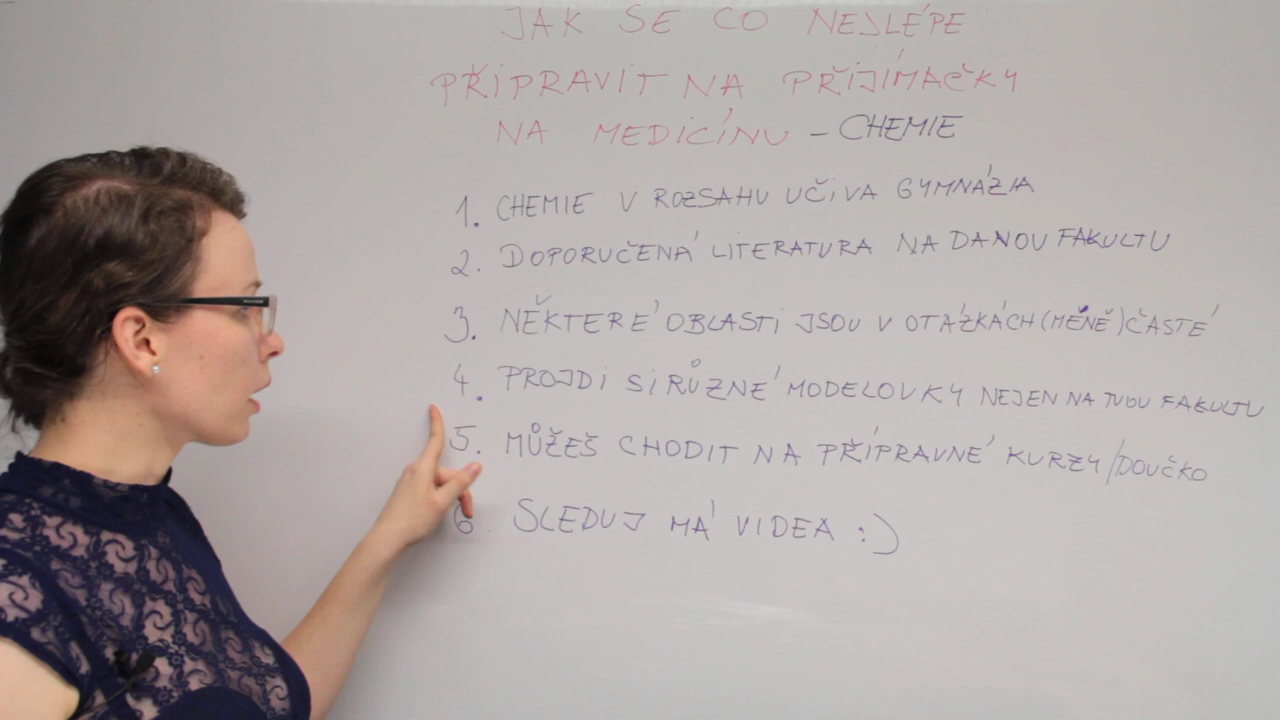 JAK SE CO NEJLÉPE
PŘIPRAVIT NA PŘIJÍMAČKY
NA MEDICÍNU – CHEMIE
1. CHEMIE V ROZSAHU UČIVA GYMNÁZIA
2. DOPORUČENÁ LITERATURA NA DANOU FAKULTU
3. NĚKTERÉ OBLASTI JSOU V OTÁZKÁCH (MÉNĚ) ČASTÉ
4. PROJDI SI RŮZNÉ MODELOVKY NEJEN NA TVOU FAKULTU
5. MŮŽEŠ CHODIT NA PŘÍPRAVNÉ KURZY/DOUČKO
6. SLEDUJ MÁ VIDEA :)